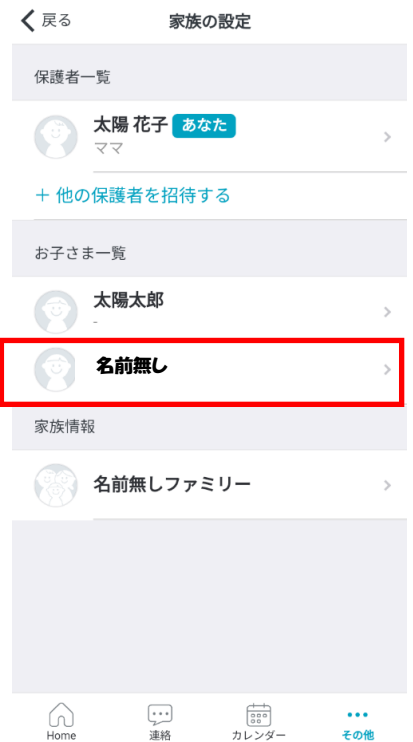 戻る
家族の設定
保護者一覧
太陽 花子 あなた
ママ
+ 他の保護者を招待する
お子さま一覧
太陽太郎
-
名前無し
家族情報
名前無しファミリー
Home 連絡 カレンダー その他